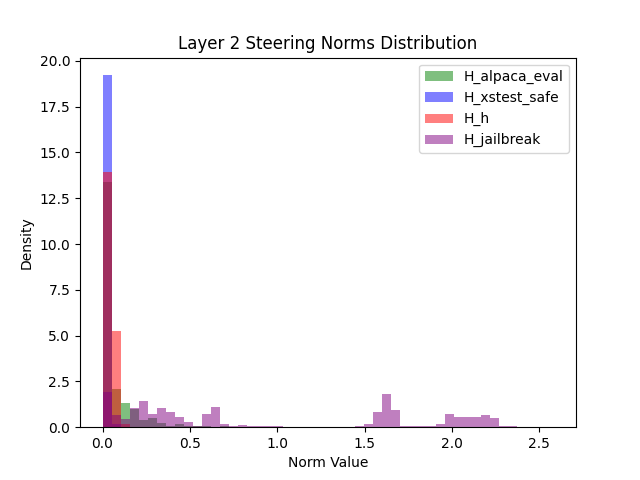 Layer 2 Steering Norms Distribution
H_alpaca_eval
H_xstest_safe
H_h
H_jailbreak
20.0
17.5
15.0
12.5
10.0
7.5
5.0
2.5
0.0
Density
0.0 0.5 1.0 1.5 2.0 2.5
Norm Value